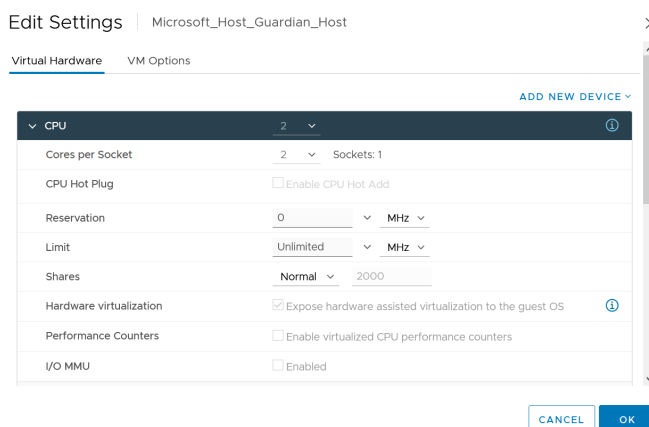 Edit Settings Microsoft_Host_Guardian_Host
Virtual Hardware VM Options
ADD NEW DEVICE
CPU 2
Cores per Socket 2 Sockets: 1
CPU Hot Plug Enable CPU Hot Add
Reservation 0 MHz
Limit Unlimited MHz
Shares Normal 2000
Hardware virtualization Expose hardware assisted virtualization to the guest OS
Performance Counters Enable virtualized CPU performance counters
I/O MMU Enabled
CANCEL OK